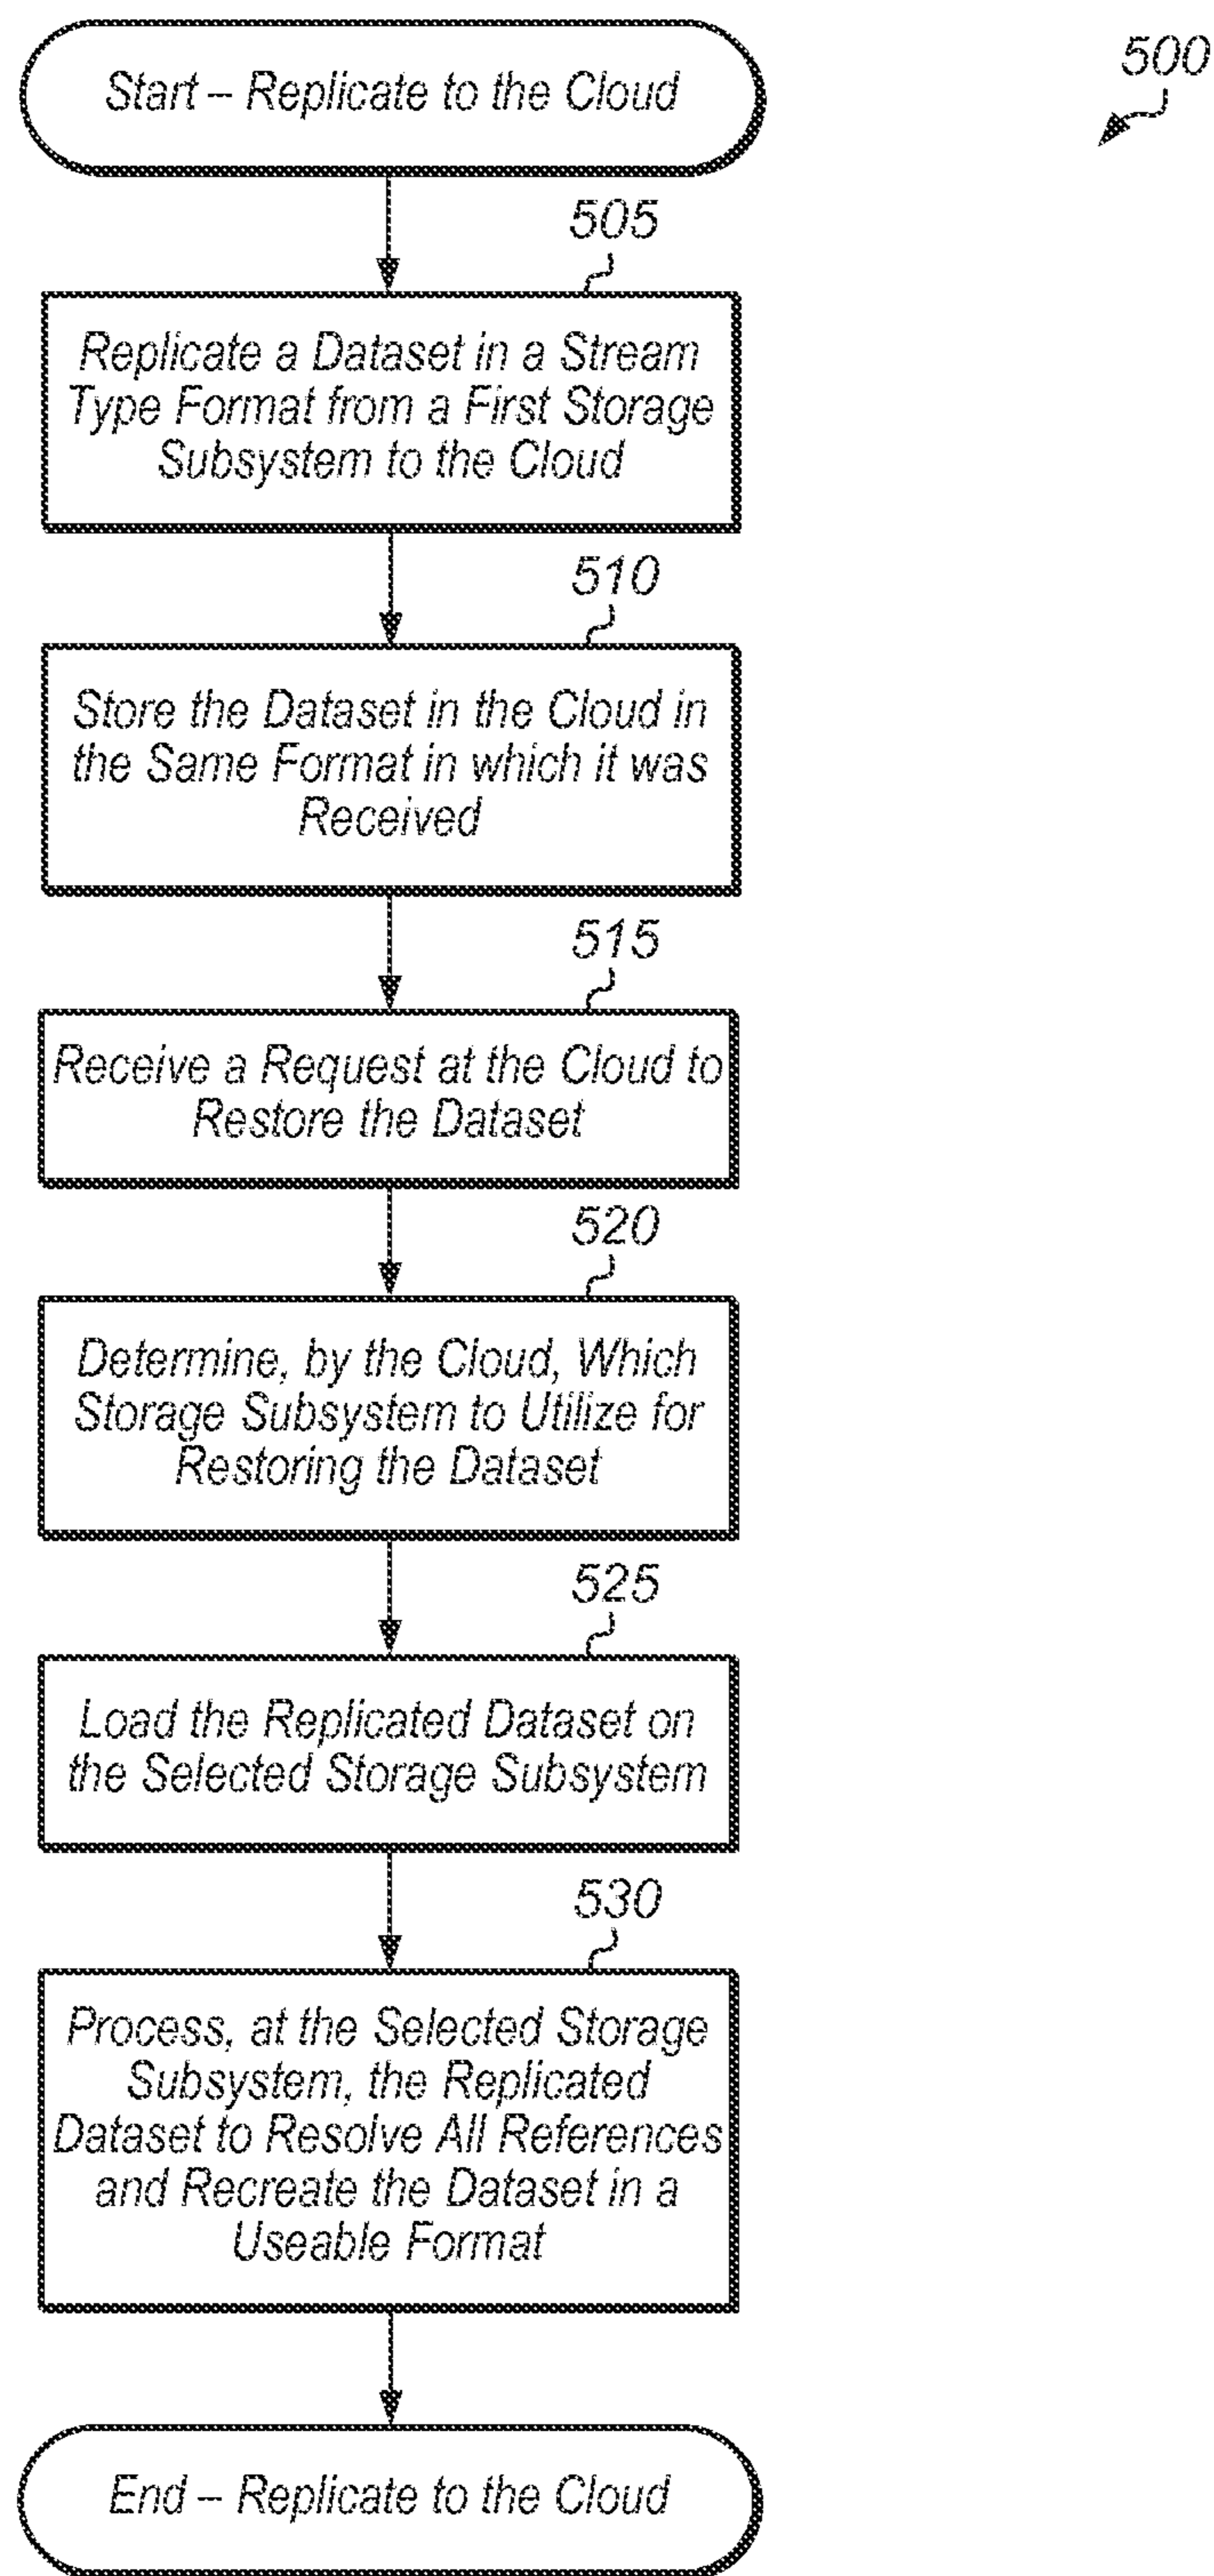 Start – Replicate to the Cloud
500
505
Replicate a Dataset in a Stream
Type Format from a First Storage
Subsystem to the Cloud
510
Store the Dataset in the Cloud in
the Same Format in which it was
Received
515
Receive a Request at the Cloud to
Restore the Dataset
520
Determine, by the Cloud, Which
Storage Subsystem to Utilize for
Restoring the Dataset
525
Load the Replicated Dataset on
the Selected Storage Subsystem
530
Process, at the Selected Storage
Subsystem, the Replicated
Dataset to Resolve All References
and Recreate the Dataset in a
Useable Format
End – Replicate to the Cloud